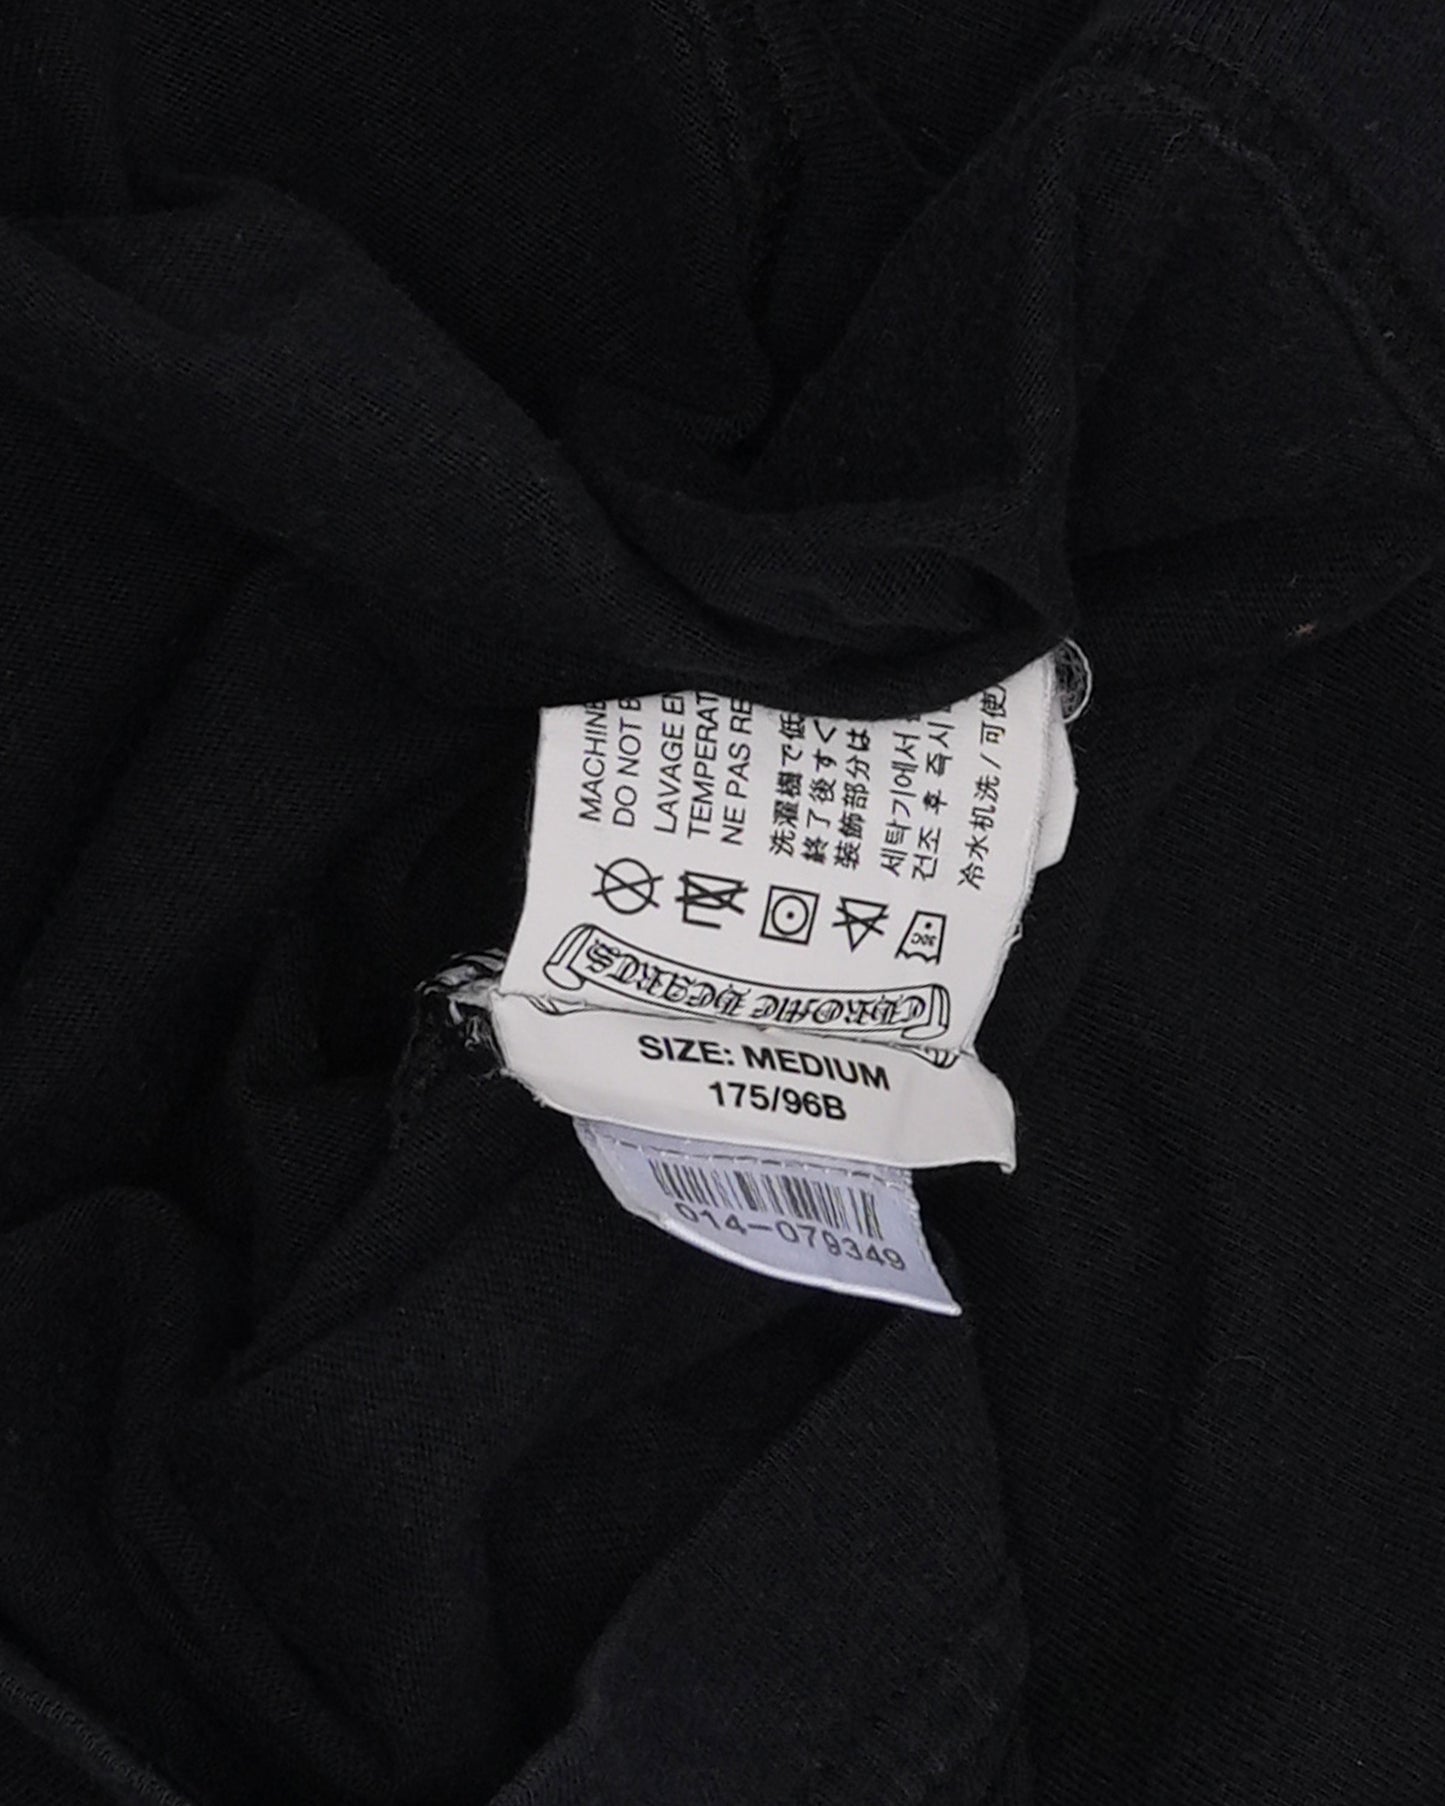 MACHINE
DO NOT B
LAVAGE EN
TEMPERAT
NE PAS RE
洗濯機で低
終了後すぐ
装飾部分は
세탁기에서
건조 후 즉시
冷水机洗 / 可使
CHROME HEARTS
SIZE: MEDIUM
175/96B
014-079349